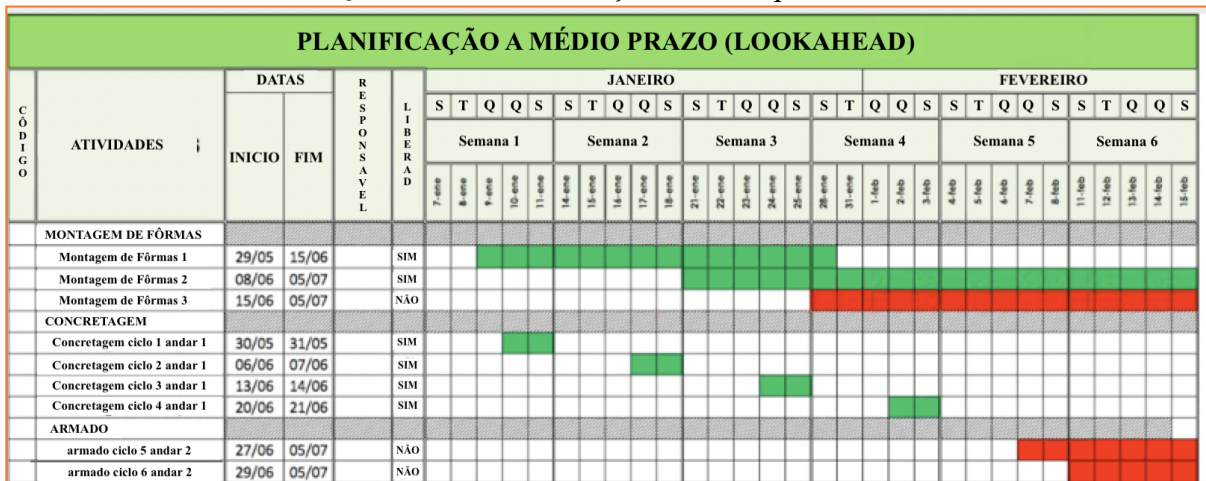 PLANIFICAÇÃO A MÉDIO PRAZO (LOOKAHEAD)
CÓDIGO ATIVIDADES DATAS RESPONSAVEL LIBERAD JANEIRO FEVEREIRO
S T Q Q S S T Q Q S S T Q Q S S T Q Q S S T Q Q S S T Q Q S
INICIO FIM Semana 1 Semana 2 Semana 3 Semana 4 Semana 5 Semana 6
7-ene 8-ene 9-ene 10-ene 11-ene 14-ene 15-ene 16-ene 17-ene 18-ene 21-ene 22-ene 23-ene 24-ene 25-ene 28-ene 31-ene 1-feb 2-feb 3-feb 4-feb 5-feb 6-feb 7-feb 8-feb 11-feb 12-feb 13-feb 14-feb 15-feb
MONTAGEM DE FÔRMAS
Montagem de Fôrmas 1 29/05 15/06 SIM
Montagem de Fôrmas 2 08/06 05/07 SIM
Montagem de Fôrmas 3 15/06 05/07 NÃO
CONCRETAGEM
Concretagem ciclo 1 andar 1 30/05 31/05 SIM
Concretagem ciclo 2 andar 1 06/06 07/06 SIM
Concretagem ciclo 3 andar 1 13/06 14/06 SIM
Concretagem ciclo 4 andar 1 20/06 21/06 SIM
ARMADO
armado ciclo 5 andar 2 27/06 05/07 NÃO
armado ciclo 6 andar 2 29/06 05/07 NÃO